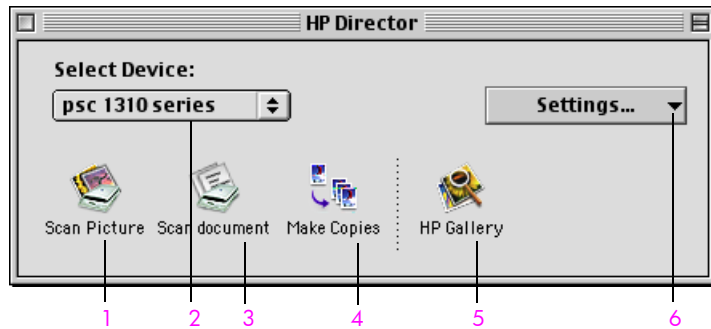 HP Director
Select Device:
psc 1310 series
Settings...
Scan Picture
Scan document
Make Copies
HP Gallery
1 2 3 4 5 6